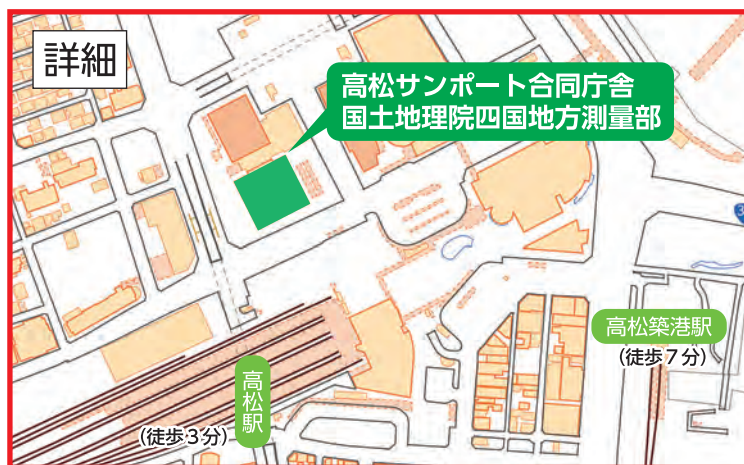 詳細
高松サンポート合同庁舎
国土地理院四国地方測量部
高松築港駅
(徒歩7分)
高松駅
(徒歩3分)
3